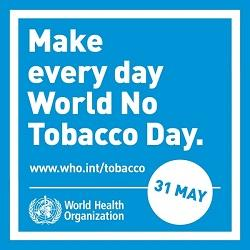 Make
every day
World No
Tobacco Day.
www.who.int/tobacco
31 MAY
World Health
Organization